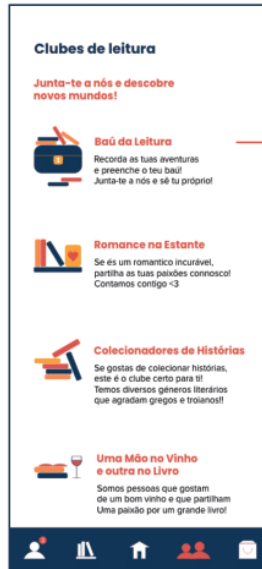 Clubes de leitura
Junta-te a nós e descobre
novos mundos!
Baú da Leitura
Recorda as tuas aventuras
e preenche o teu baú!
Junta-te a nós e sê tu próprio!
Romance na Estante
Se és um romantico incurável,
partilha as tuas paixões connosco!
Contamos contigo <3
Colecionadores de Histórias
Se gostas de colecionar histórias,
este é o clube certo para ti!
Temos diversos géneros literários
que agradam gregos e troianos!!
Uma Mão no Vinho
e outra no Livro
Somos pessoas que gostam
de um bom vinho e que partilham
Uma paixão por um grande livro!